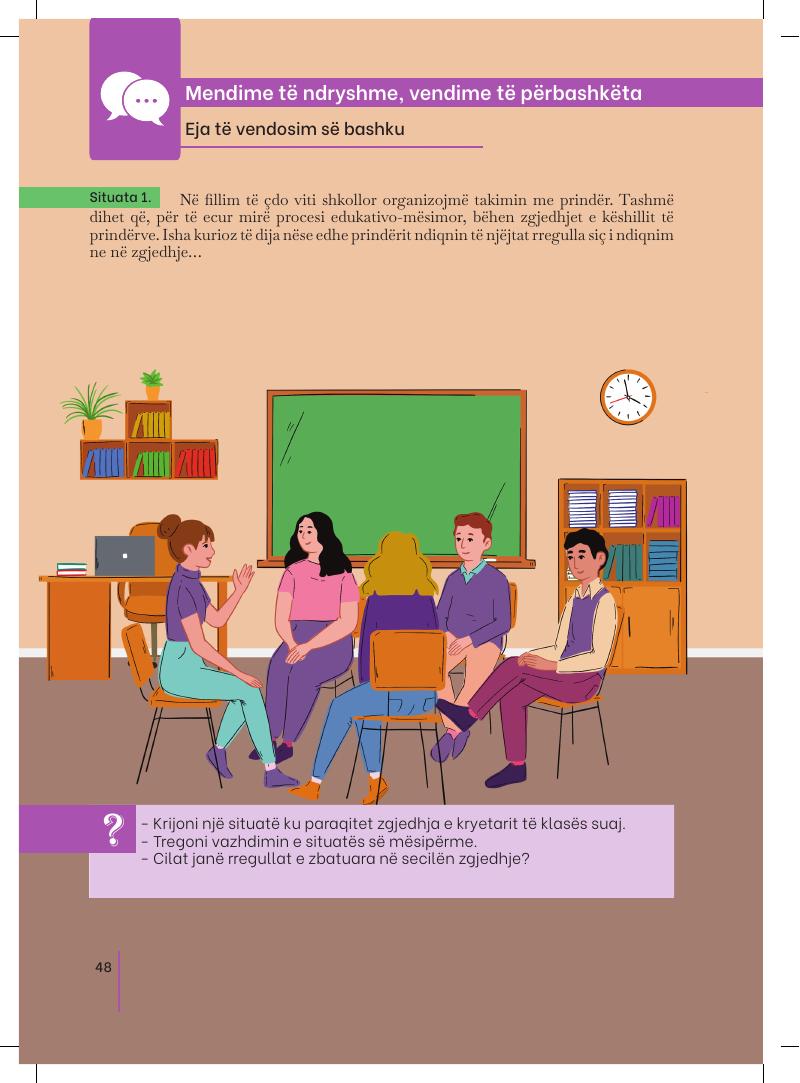 Mendime të ndryshme, vendime të përbashkëta
Eja të vendosim së bashku
Situata 1. Në fillim të çdo viti shkollor organizojmë takimin me prindër. Tashmë
dihet që, për të ecur mirë procesi edukativo-mësimor, bëhen zgjedhjet e këshillit të
prindërve. Isha kurioz të dija nëse edhe prindërit ndiqnin të njëjtat rregulla siç i ndiqnim
ne në zgjedhje...
?
- Krijoni një situatë ku paraqitet zgjedhja e kryetarit të klasës suaj.
- Tregoni vazhdimin e situatës së mësipërme.
- Cilat janë rregullat e zbatuara në secilën zgjedhje?
48